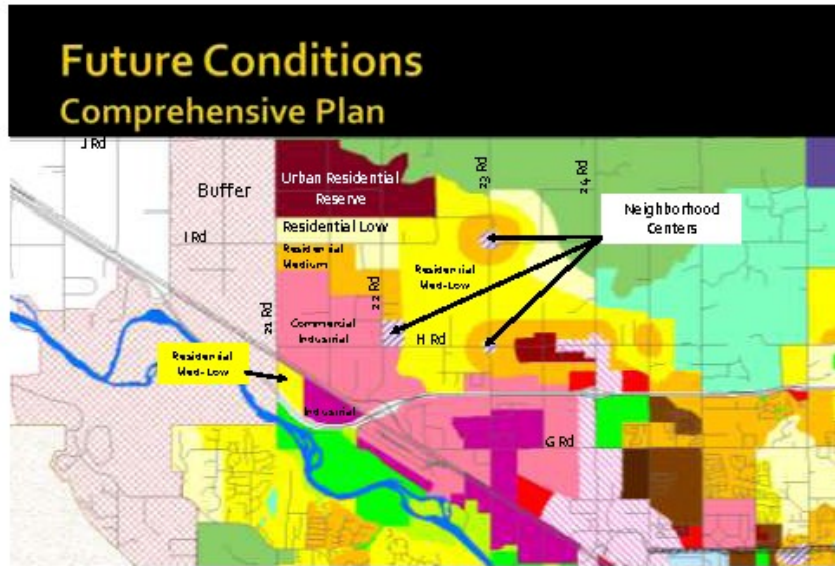 Future Conditions
Comprehensive Plan
J Rd
Buffer
Urban Residential
Reserve
23 Rd
24 Rd
Neighborhood
Centers
I Rd
Residential Low
Residential
Medium
Residential
Med-Low
21 Rd
22 Rd
Commercial
Industrial
H Rd
Residential
Med-Low
Industrial
G Rd